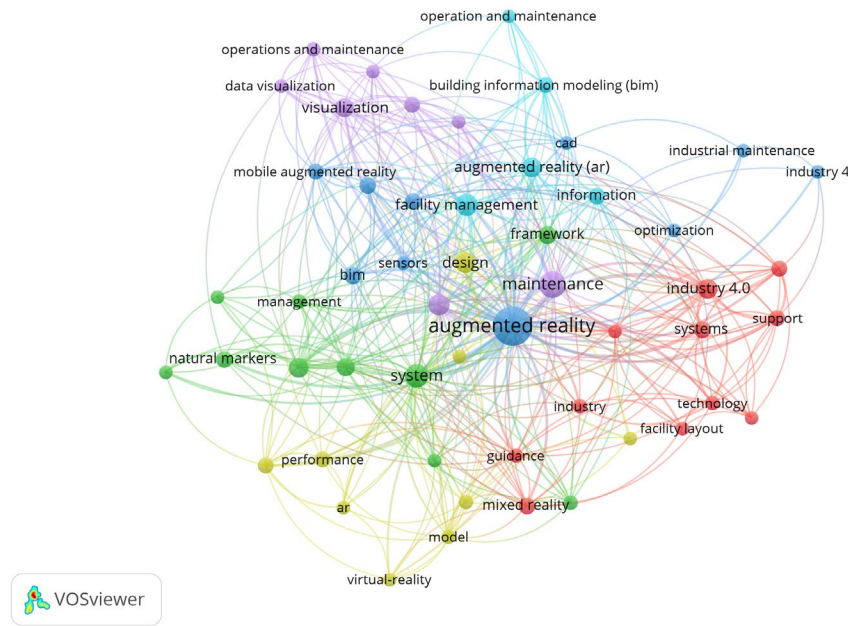 operation and maintenance
operations and maintenance
data visualization
building information modeling (bim)
visualization
cad
industrial maintenance
mobile augmented reality
augmented reality (ar)
industry 4
information
facility management
framework
optimization
sensors
design
bim
maintenance
industry 4.0
management
augmented reality
systems
support
natural markers
system
industry
technology
facility layout
performance
guidance
ar
mixed reality
model
virtual-reality
VOSviewer